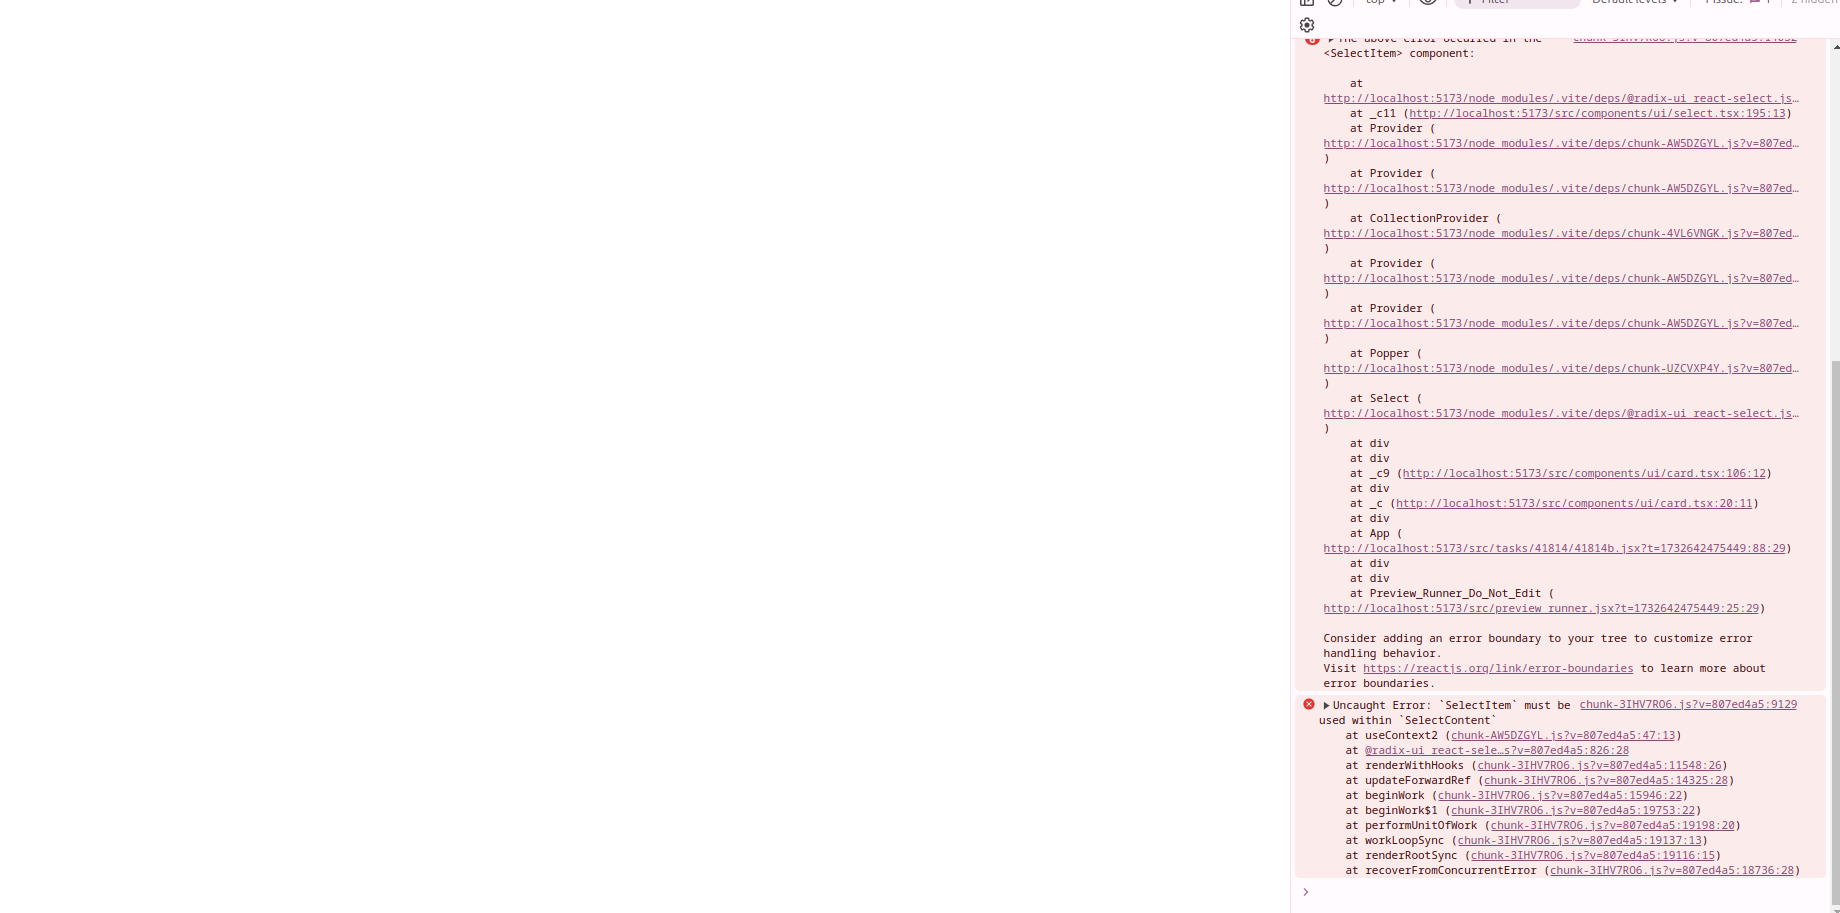 top
Filter
Default levels
1 Issue: 1
2 hidden
The above error occurred in the chunk-3IHV7RO6.js?v=807ed4a5:14032
<SelectItem> component:
at
http://localhost:5173/node_modules/.vite/deps/@radix-ui_react-select.js…
at _c11 (http://localhost:5173/src/components/ui/select.tsx:195:13)
at Provider (
http://localhost:5173/node_modules/.vite/deps/chunk-AW5DZGYL.js?v=807ed…
)
at Provider (
http://localhost:5173/node_modules/.vite/deps/chunk-AW5DZGYL.js?v=807ed…
)
at CollectionProvider (
http://localhost:5173/node_modules/.vite/deps/chunk-4VL6VNGK.js?v=807ed…
)
at Provider (
http://localhost:5173/node_modules/.vite/deps/chunk-AW5DZGYL.js?v=807ed…
)
at Provider (
http://localhost:5173/node_modules/.vite/deps/chunk-AW5DZGYL.js?v=807ed…
)
at Popper (
http://localhost:5173/node_modules/.vite/deps/chunk-UZCVXP4Y.js?v=807ed…
)
at Select (
http://localhost:5173/node_modules/.vite/deps/@radix-ui_react-select.js…
)
at div
at div
at _c9 (http://localhost:5173/src/components/ui/card.tsx:106:12)
at div
at _c (http://localhost:5173/src/components/ui/card.tsx:20:11)
at div
at App (
http://localhost:5173/src/tasks/41814/41814b.jsx?t=1732642475449:88:29)
at div
at div
at Preview_Runner_Do_Not_Edit (
http://localhost:5173/src/preview_runner.jsx?t=1732642475449:25:29)
Consider adding an error boundary to your tree to customize error
handling behavior.
Visit https://reactjs.org/link/error-boundaries to learn more about
error boundaries.
Uncaught Error: `SelectItem` must be chunk-3IHV7RO6.js?v=807ed4a5:9129
used within `SelectContent`
at useContext2 (chunk-AW5DZGYL.js?v=807ed4a5:47:13)
at @radix-ui_react-sele…s?v=807ed4a5:826:28
at renderWithHooks (chunk-3IHV7RO6.js?v=807ed4a5:11548:26)
at updateForwardRef (chunk-3IHV7RO6.js?v=807ed4a5:14325:28)
at beginWork (chunk-3IHV7RO6.js?v=807ed4a5:15946:22)
at beginWork$1 (chunk-3IHV7RO6.js?v=807ed4a5:19753:22)
at performUnitOfWork (chunk-3IHV7RO6.js?v=807ed4a5:19198:20)
at workLoopSync (chunk-3IHV7RO6.js?v=807ed4a5:19137:13)
at renderRootSync (chunk-3IHV7RO6.js?v=807ed4a5:19116:15)
at recoverFromConcurrentError (chunk-3IHV7RO6.js?v=807ed4a5:18736:28)